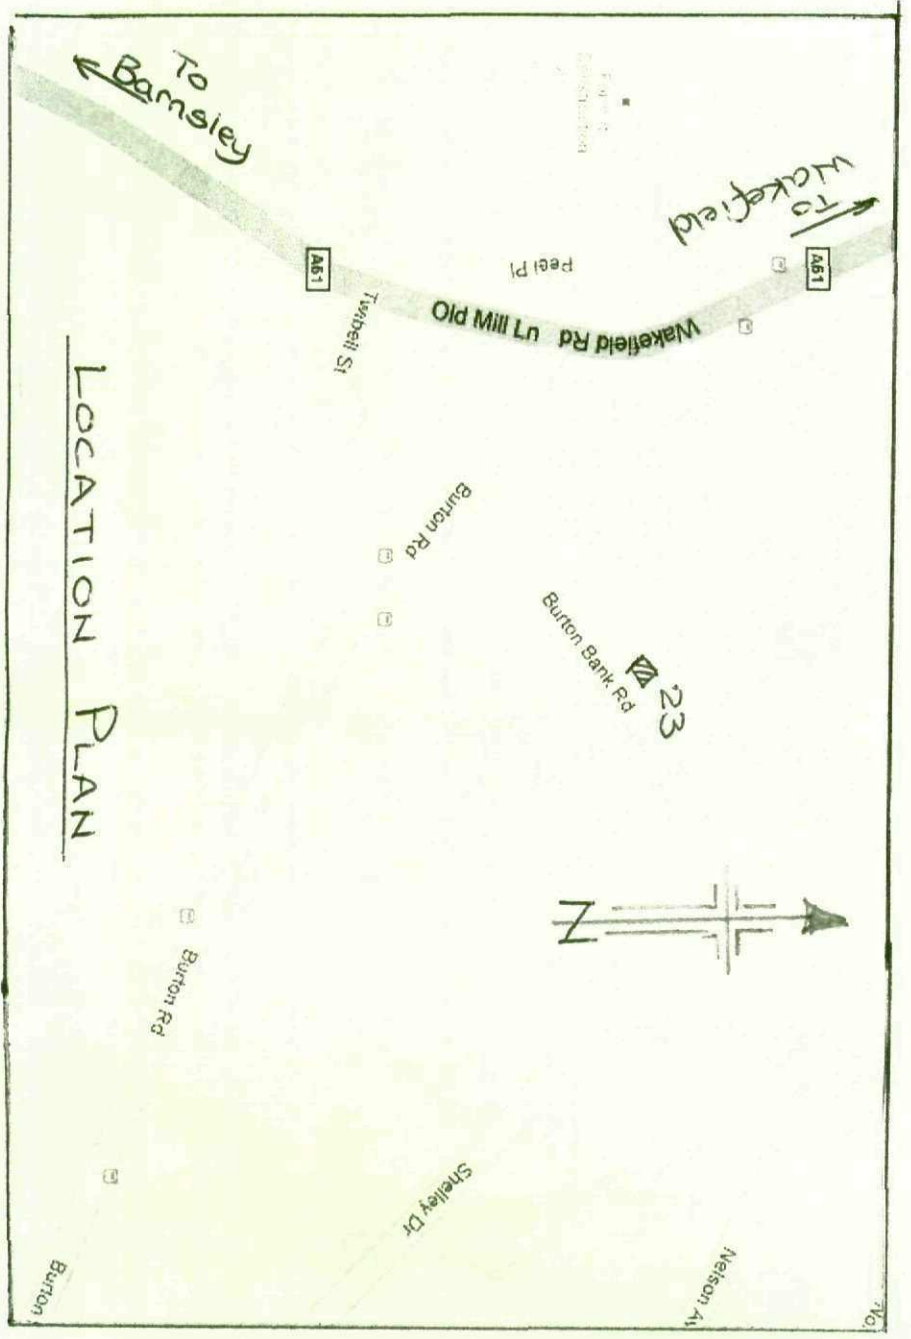 To
Wakefield
A61
Peel Pl
Wakefield Rd
Old Mill Ln
A61
Twibell St
To
Barnsley
Burton Rd
Burton Bank Rd
23
N
Burton Rd
Shelley Dr
Nelson Av
Burton
LOCATION PLAN